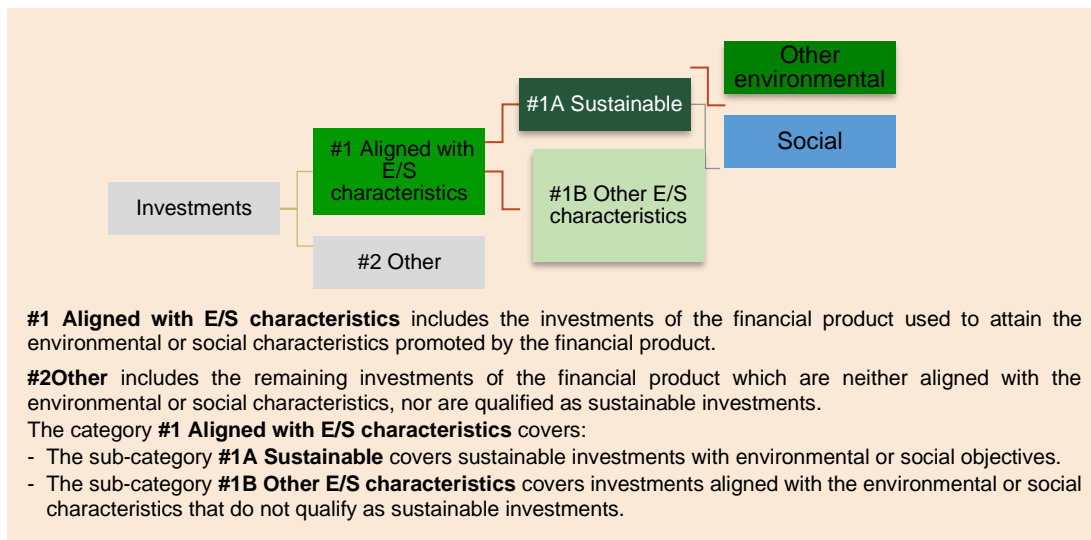 Other
environmental
#1A Sustainable
Social
#1 Aligned with
E/S
characteristics
#1B Other E/S
characteristics
Investments
#2 Other
#1 Aligned with E/S characteristics includes the investments of the financial product used to attain the
environmental or social characteristics promoted by the financial product.
#2Other includes the remaining investments of the financial product which are neither aligned with the
environmental or social characteristics, nor are qualified as sustainable investments.
The category #1 Aligned with E/S characteristics covers:
- The sub-category #1A Sustainable covers sustainable investments with environmental or social objectives.
- The sub-category #1B Other E/S characteristics covers investments aligned with the environmental or social
characteristics that do not qualify as sustainable investments.